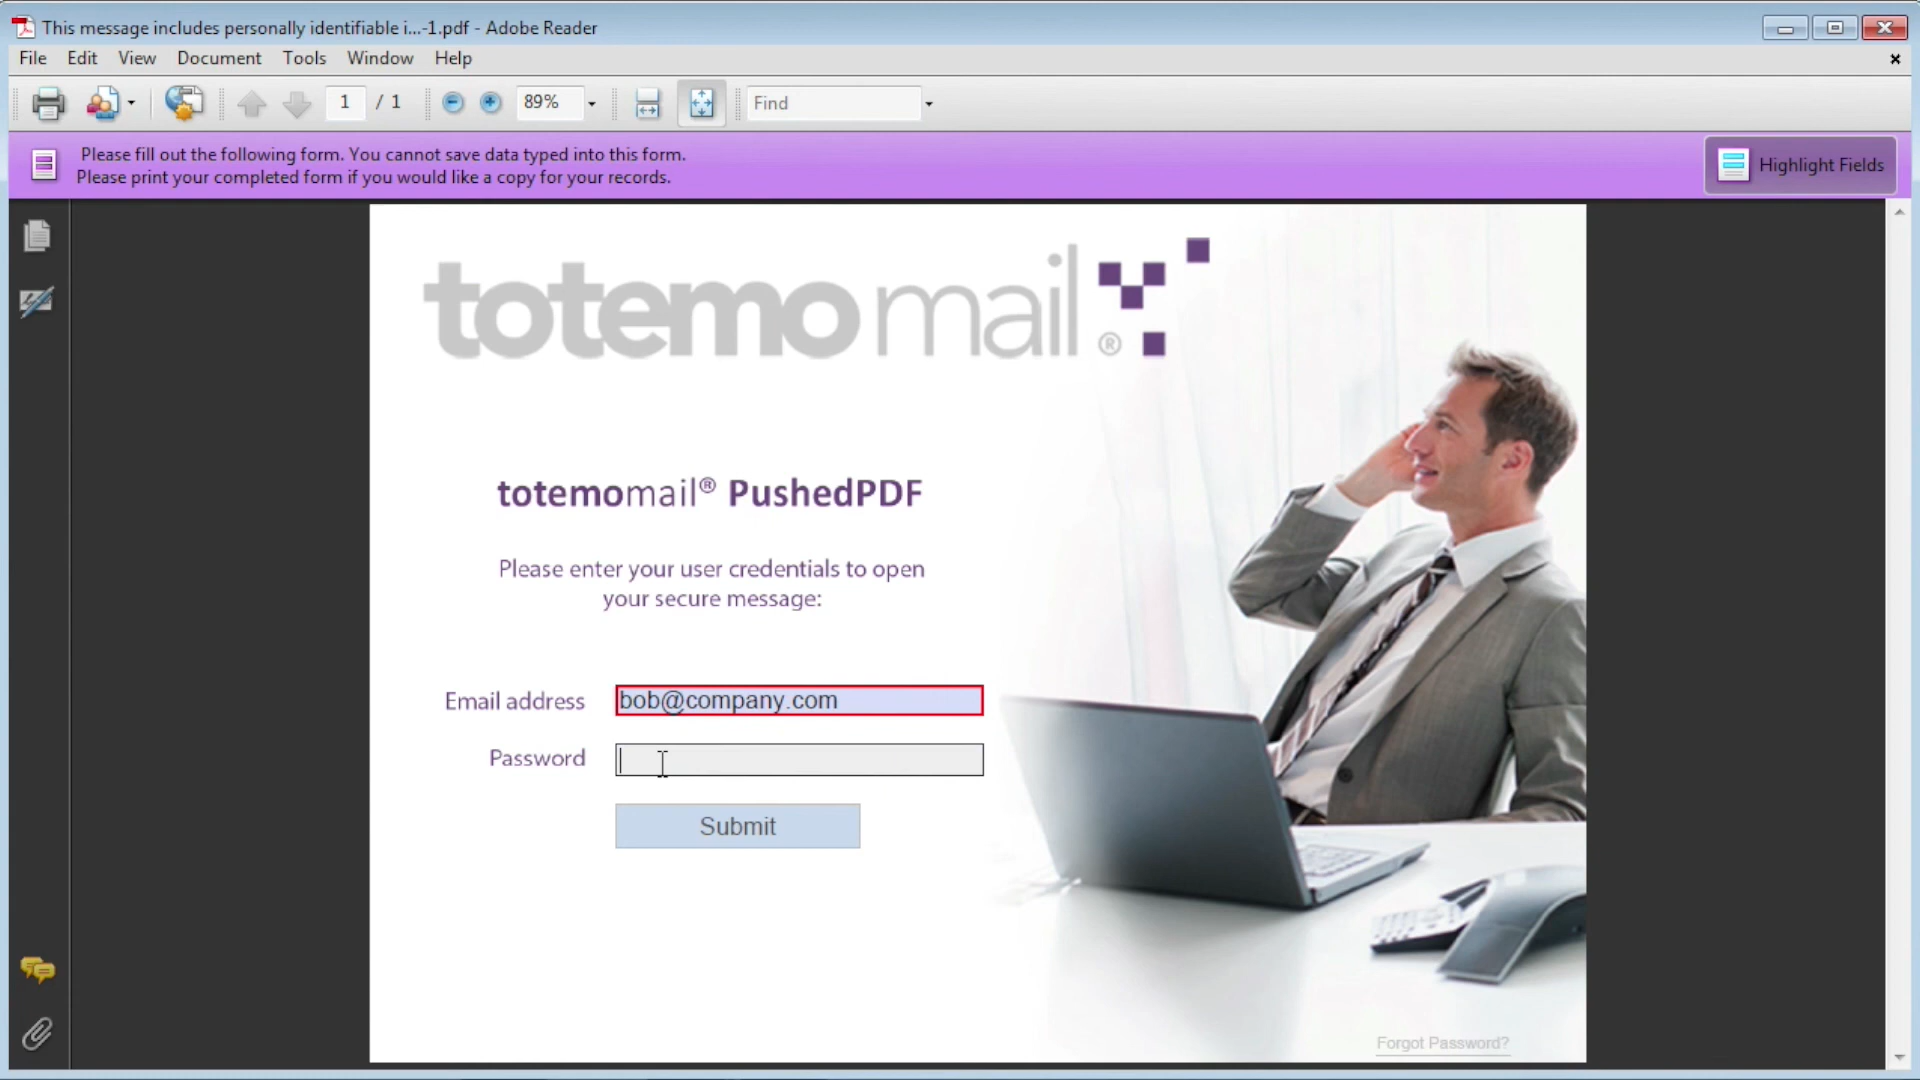 This message includes personally identifiable i...-1.pdf - Adobe Reader
File Edit View Document Tools Window Help
1 / 1 89% Find
Please fill out the following form. You cannot save data typed into this form.
Please print your completed form if you would like a copy for your records.
Highlight Fields
totemomail®
totemomail® PushedPDF
Please enter your user credentials to open
your secure message:
Email address bob@company.com
Password
Submit
Forgot Password?